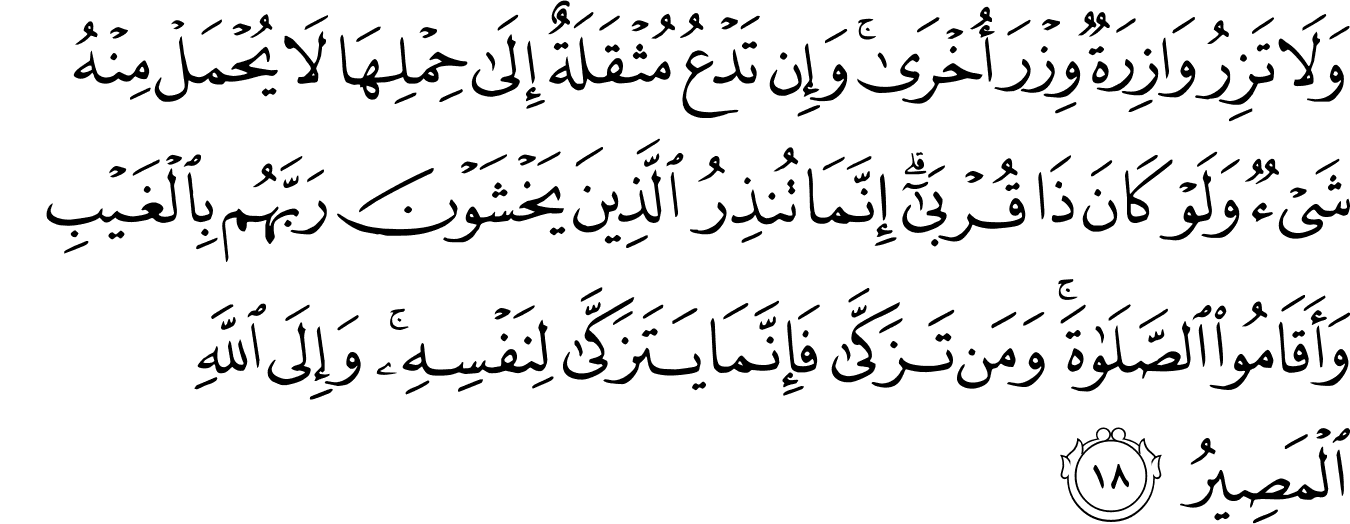 وَلَا تَزِرُ وَازِرَةٌ وِزْرَ أُخْرَىٰ ۚ وَإِن تَدْعُ مُثْقَلَةٌ إِلَىٰ حِمْلِهَا لَا يُحْمَلْ مِنْهُ
شَىْءٌ وَلَوْ كَانَ ذَا قُرْبَىٰٓ ۗ إِنَّمَا تُنذِرُ ٱلَّذِينَ يَخْشَوْنَ رَبَّهُم بِٱلْغَيْبِ
وَأَقَامُوا۟ ٱلصَّلَوٰةَ ۚ وَمَن تَزَكَّىٰ فَإِنَّمَا يَتَزَكَّىٰ لِنَفْسِهِۦ ۚ وَإِلَى ٱللَّهِ
ٱلْمَصِيرُ ١٨